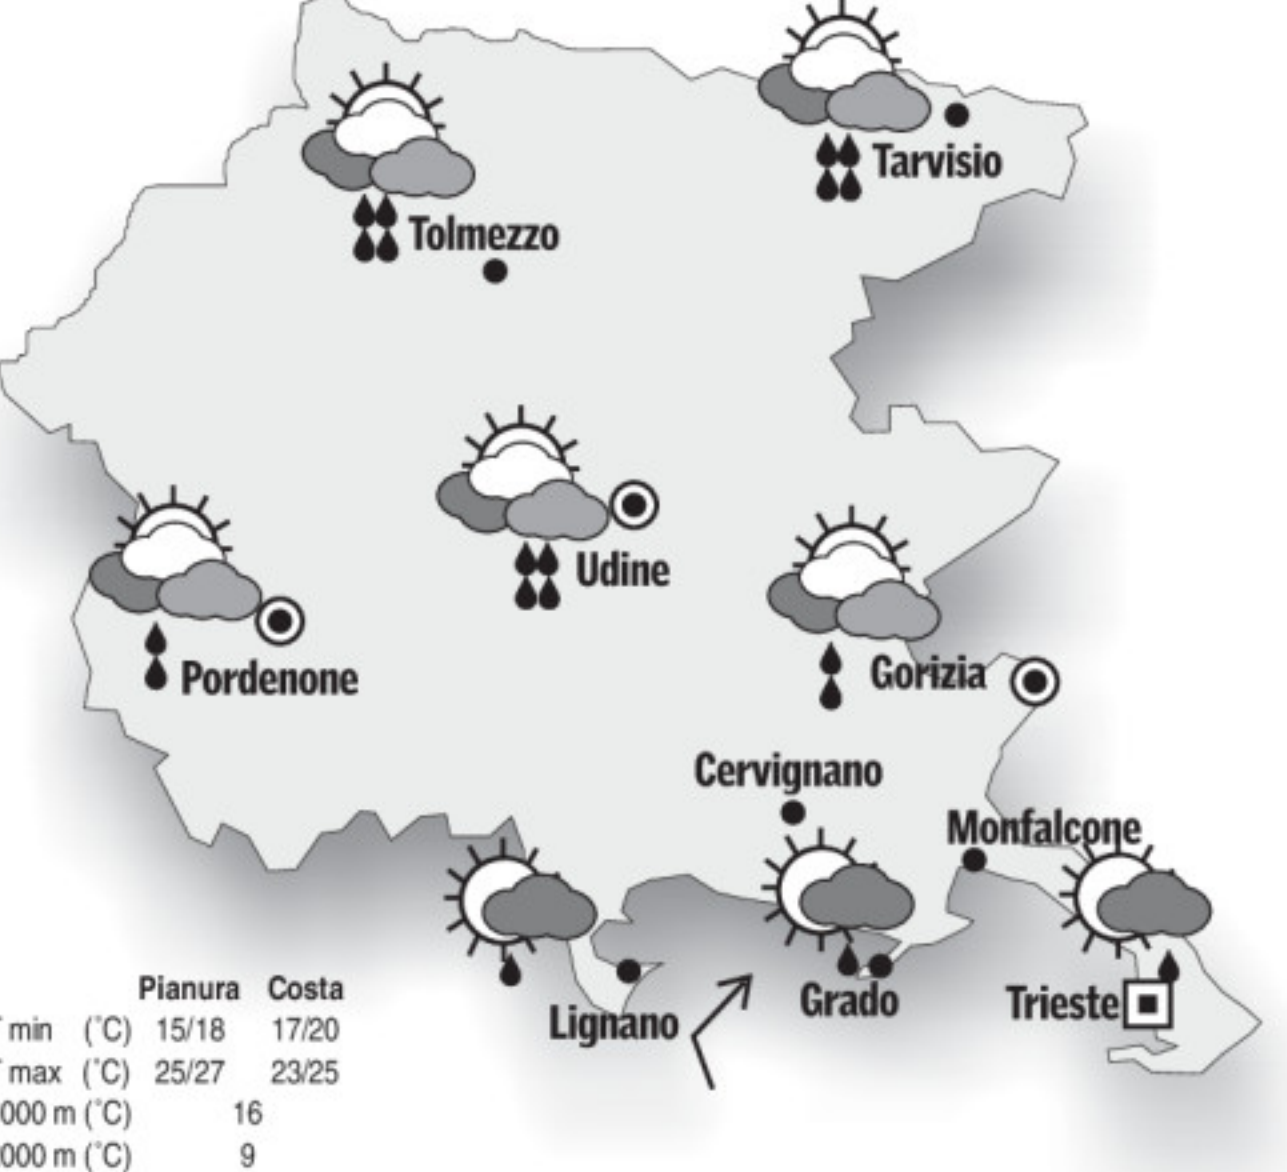 Tarvisio
Tolmezzo
Udine
Pordenone
Gorizia
Cervignano
Monfalcone
Grado
Trieste
Lignano
Pianura Costa
min (°C) 15/18 17/20
max (°C) 25/27 23/25
000 m (°C) 16
000 m (°C) 9